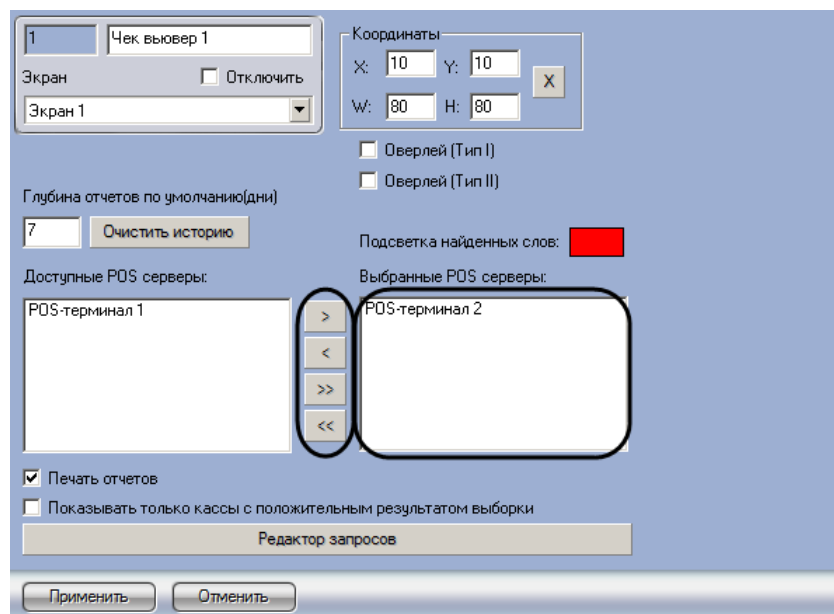 1
Чек вьювер 1
Экран
Отключить
Экран 1
Координаты
X: 10 Y: 10
X
W: 80 H: 80
Оверлей (Тип I)
Оверлей (Тип II)
Глубина отчетов по умолчанию(дни)
7
Очистить историю
Подсветка найденных слов:
Доступные POS серверы:
Выбранные POS серверы:
POS-терминал 1
>
<
>>
<<
POS-терминал 2
Печать отчетов
Показывать только кассы с положительным результатом выборки
Редактор запросов
Применить
Отменить